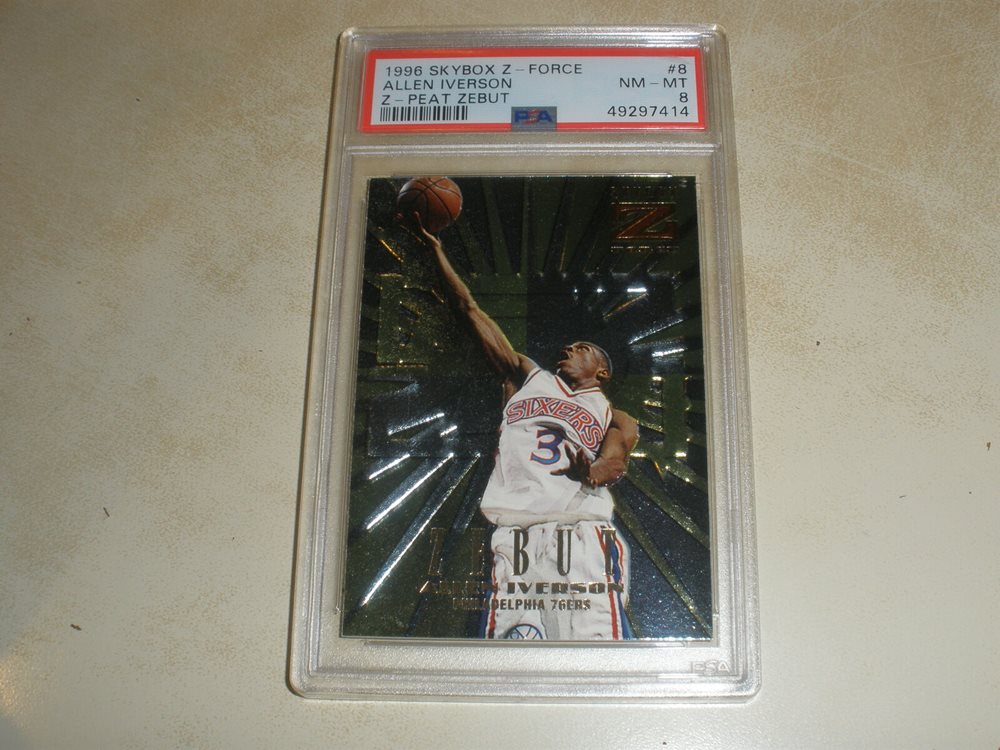 1996 SKYBOX Z-FORCE #8
ALLEN IVERSON NM-MT
Z-PEAT ZEBUT 8
PSA 49297414
Z
SIXERS
3
ZEBUT
ALLEN IVERSON
PHILADELPHIA 76ERS